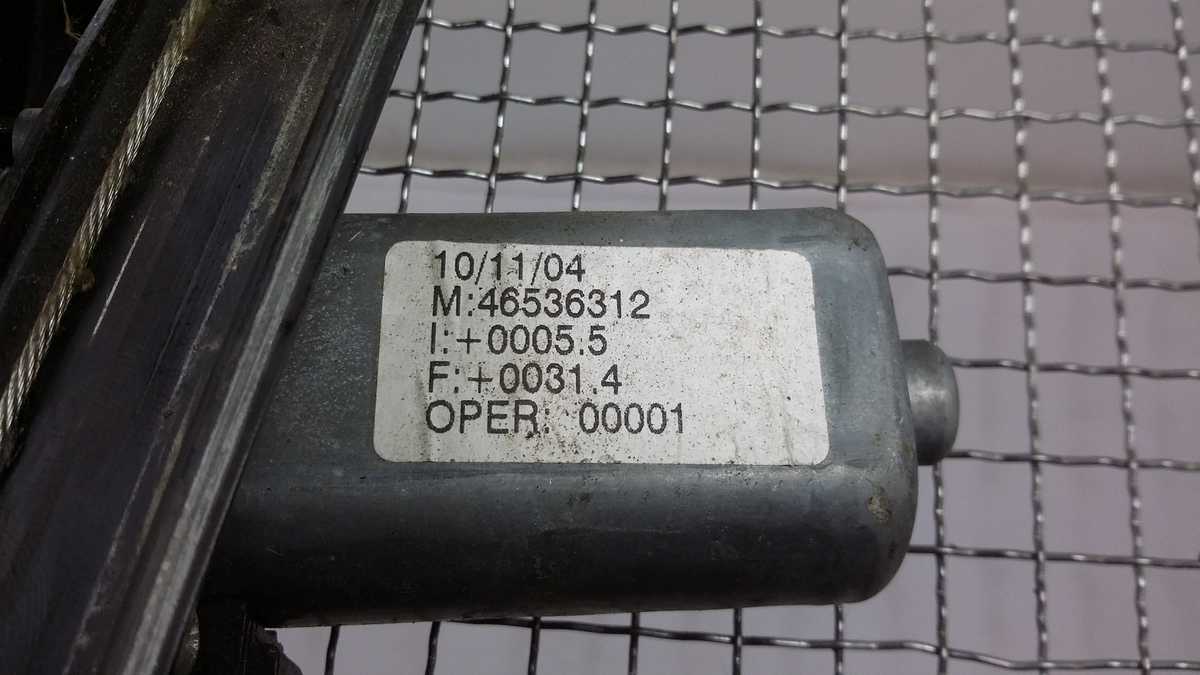 10/11/04
M:46536312
I:+0005.5
F:+0031.4
OPER: 00001